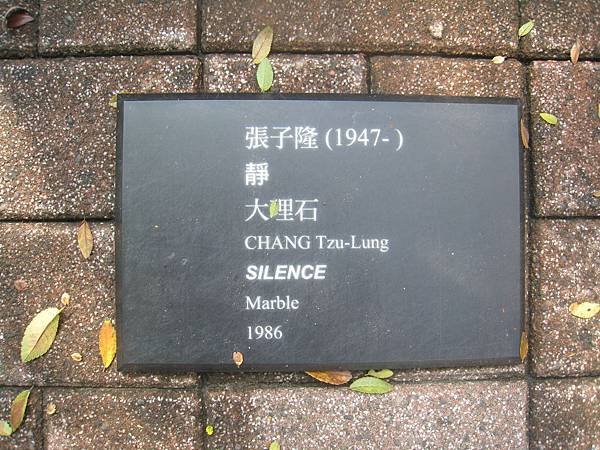 張子隆 (1947- )
靜
大理石
CHANG Tzu-Lung
SILENCE
Marble
1986